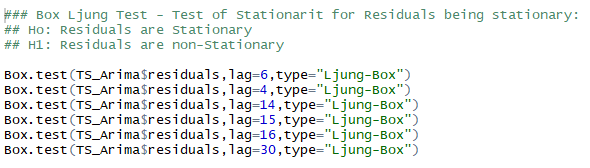 ### Box Ljung Test - Test of Stationarit for Residuals being stationary:
## Ho: Residuals are Stationary
## H1: Residuals are non-Stationary
Box.test(TS_Arima$residuals,lag=6,type="Ljung-Box")
Box.test(TS_Arima$residuals,lag=4,type="Ljung-Box")
Box.test(TS_Arima$residuals,lag=14,type="Ljung-Box")
Box.test(TS_Arima$residuals,lag=15,type="Ljung-Box")
Box.test(TS_Arima$residuals,lag=16,type="Ljung-Box")
Box.test(TS_Arima$residuals,lag=30,type="Ljung-Box")